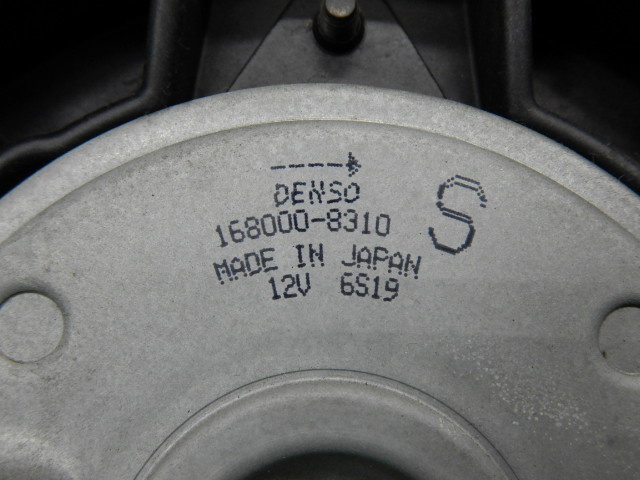 DENSO
168000-8310
MADE IN JAPAN
12V 6S19
S